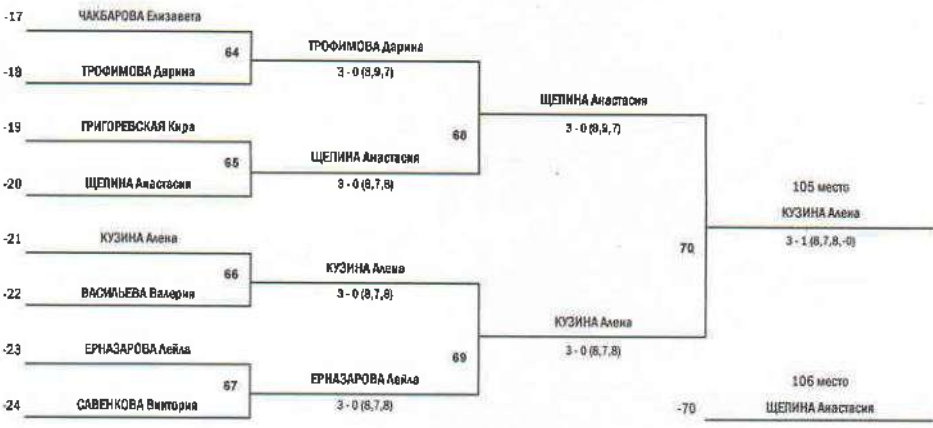 -17 ЧАКБАРОВА Елизавета
64
-18 ТРОФИМОВА Дарина
ТРОФИМОВА Дарина
3 - 0 (8,9,7)
-19 ГРИГОРЕВСКАЯ Кира
65
-20 ЩЕПИНА Анастасия
ЩЕПИНА Анастасия
3 - 0 (8,7,8)
68
ЩЕПИНА Анастасия
3 - 0 (8,9,7)
-21 КУЗИНА Алена
66
-22 ВАСИЛЬЕВА Валерия
КУЗИНА Алена
3 - 0 (8,7,8)
-23 ЕРНАЗАРОВА Лейла
67
-24 САВЕНКОВА Виктория
ЕРНАЗАРОВА Лейла
3 - 0 (8,7,8)
69
КУЗИНА Алена
3 - 0 (8,7,8)
70
105 место
КУЗИНА Алена
3 - 1 (8,7,8,-0)
106 место
-70 ЩЕПИНА Анастасия